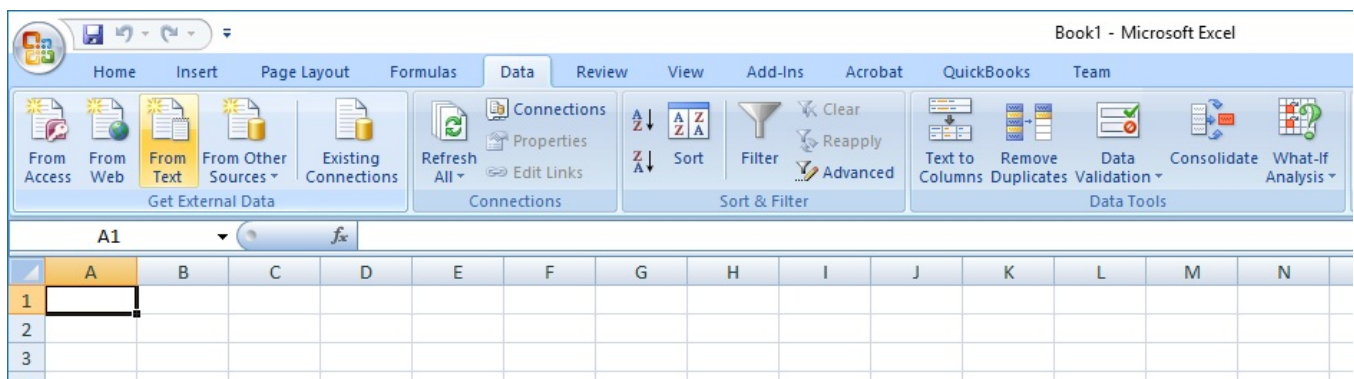 Book1 - Microsoft Excel
Home Insert Page Layout Formulas Data Review View Add-Ins Acrobat QuickBooks Team
From Access
From Web
From Text
From Other Sources
Existing Connections
Get External Data
Refresh All
Connections
Properties
Edit Links
Connections
A Z
Z A
A Z Z A
Sort
Filter
Clear
Reapply
Advanced
Sort & Filter
Text to Columns
Remove Duplicates
Data Validation
Consolidate
What-If Analysis
Data Tools
A1 fx
A B C D E F G H I J K L M N
1
2
3